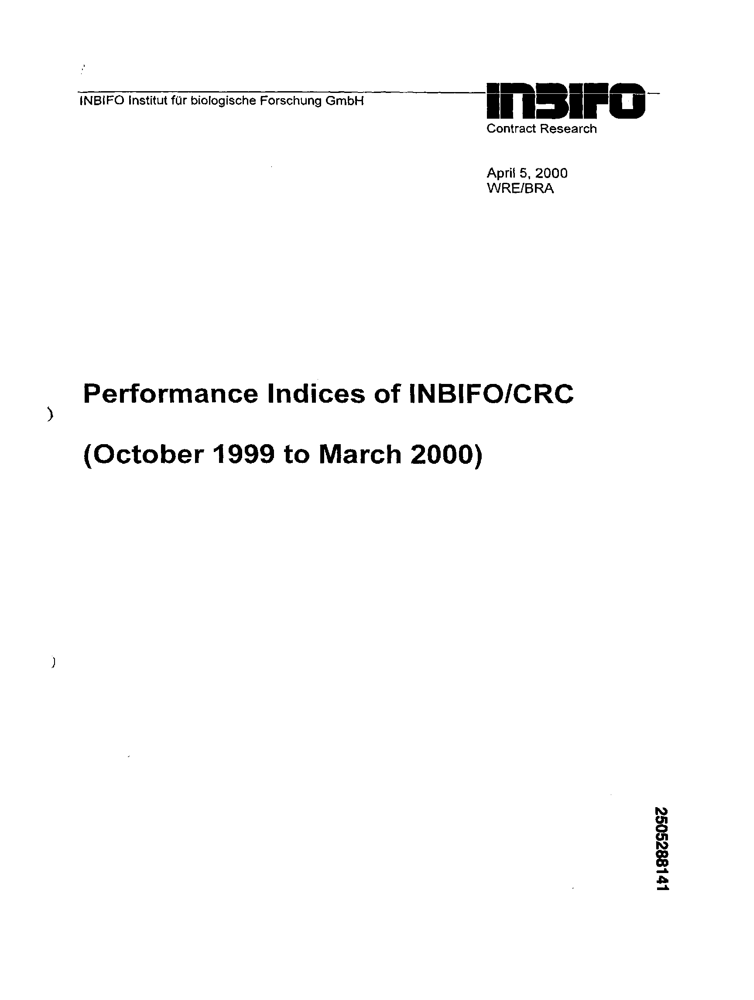 INBIFO Institut für biologische Forschung GmbH
INBIFO
Contract Research
April 5, 2000
WRE/BRA
Performance Indices of INBIFO/CRC
(October 1999 to March 2000)
2505288141